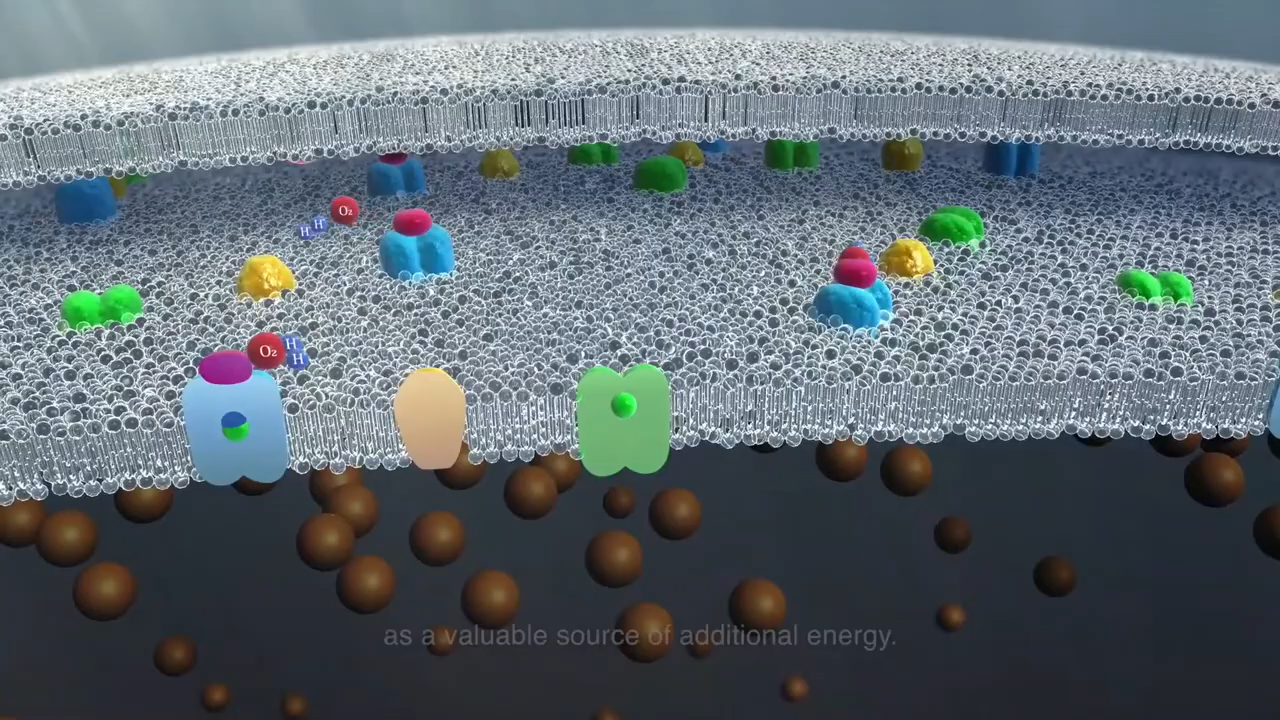 O₂
H H
O₂
H
H
as a valuable source of additional energy.